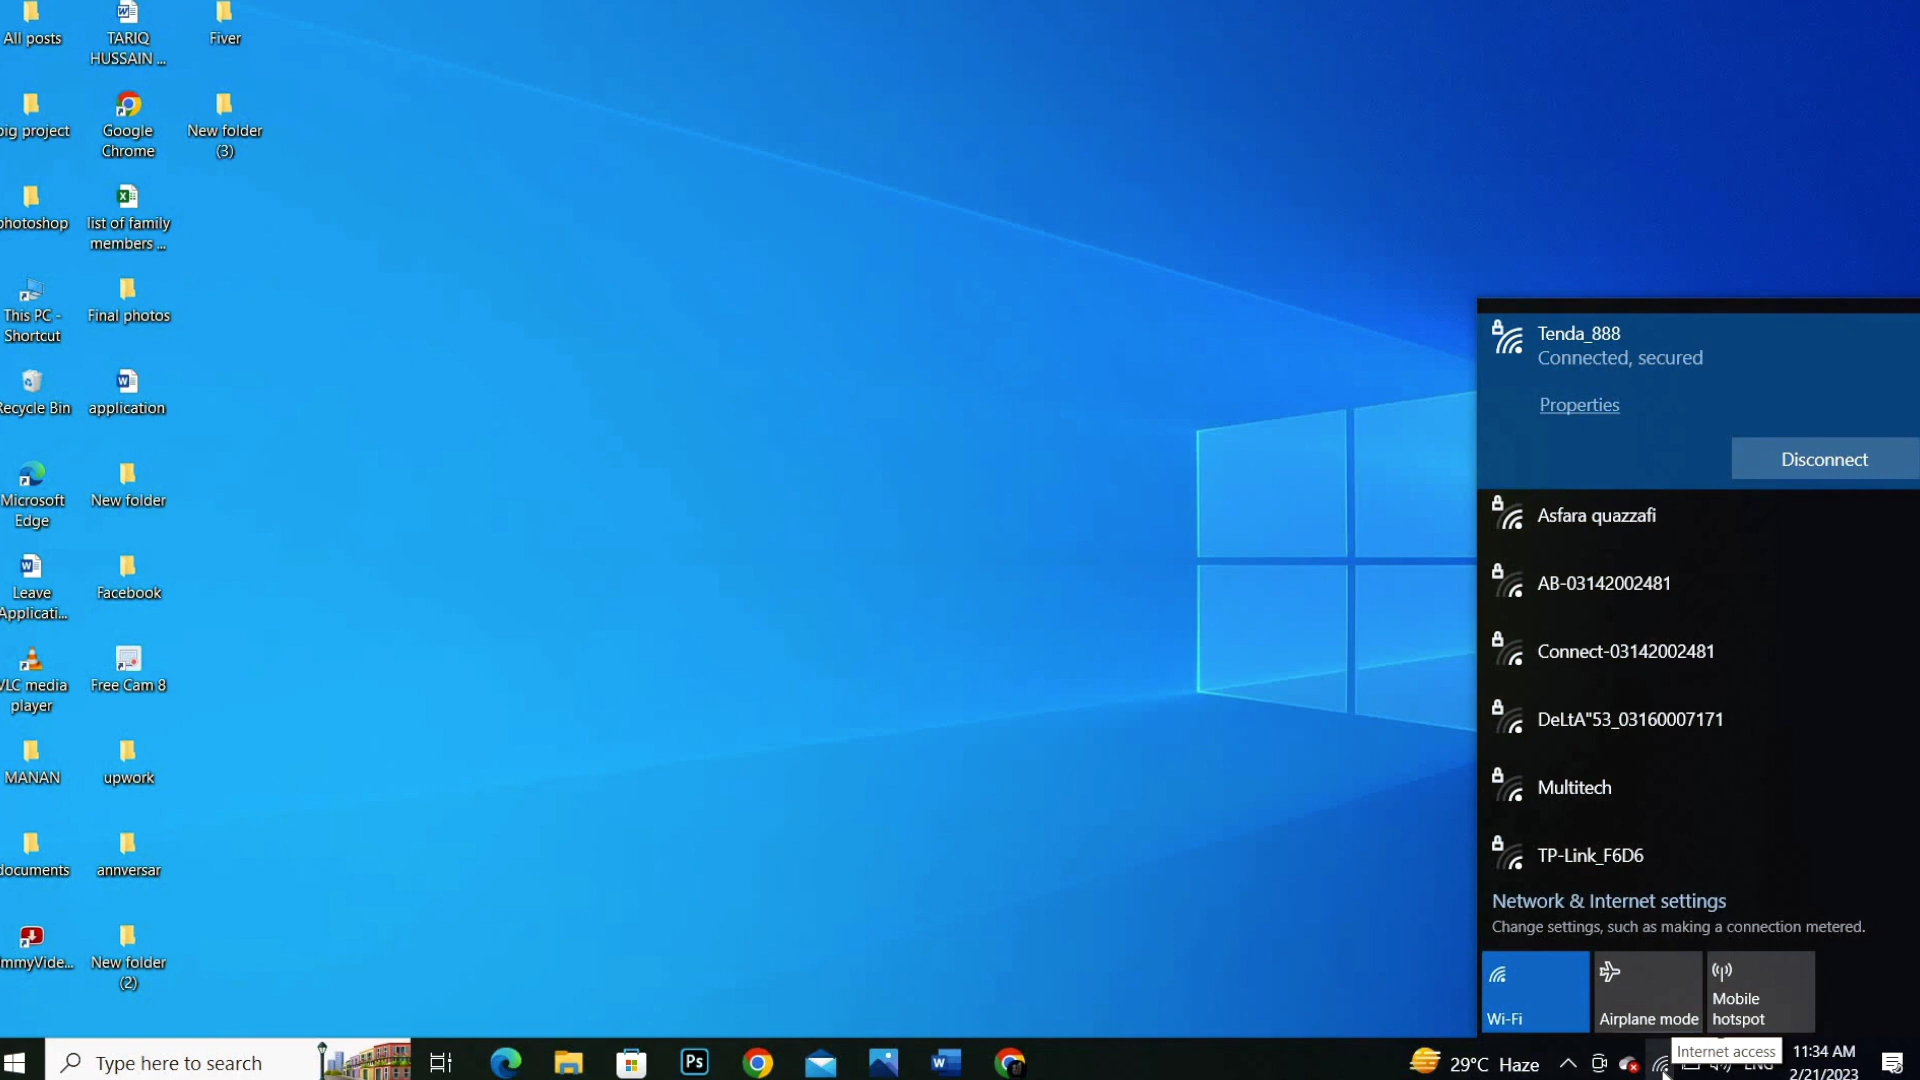 All posts
TARIQ
HUSSAIN ...
Fiver
big project
Google
Chrome
New folder
(3)
photoshop
list of family
members ...
This PC -
Shortcut
Final photos
Recycle Bin
application
Microsoft
Edge
New folder
Leave
Applicati...
Facebook
VLC media
player
Free Cam 8
MANAN
upwork
documents
annversar
mmyVide...
New folder
(2)
Tenda_888
Connected, secured
Properties
Disconnect
Asfara quazzafi
AB-03142002481
Connect-03142002481
DeLtA"53_03160007171
Multitech
TP-Link_F6D6
Network & Internet settings
Change settings, such as making a connection metered.
Wi-Fi
Airplane mode
Mobile
hotspot
Internet access
Type here to search
Ps
29°C Haze
ENG
11:34 AM
2/21/2023